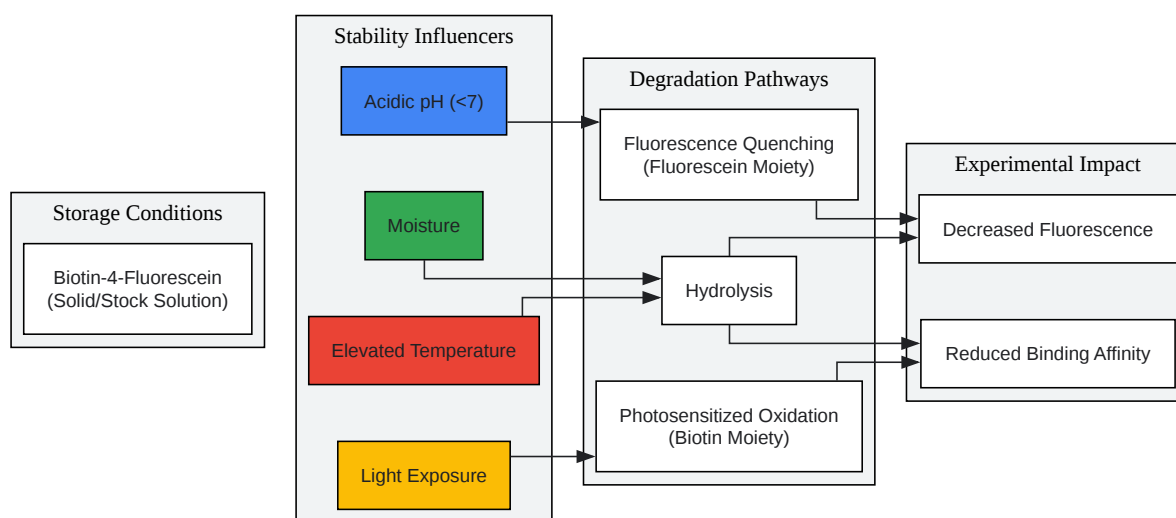 Storage Conditions
Biotin-4-Fluorescein
(Solid/Stock Solution)
Stability Influencers
Acidic pH (<7)
Moisture
Elevated Temperature
Light Exposure
Degradation Pathways
Fluorescence Quenching
(Fluorescein Moiety)
Hydrolysis
Photosensitized Oxidation
(Biotin Moiety)
Experimental Impact
Decreased Fluorescence
Reduced Binding Affinity